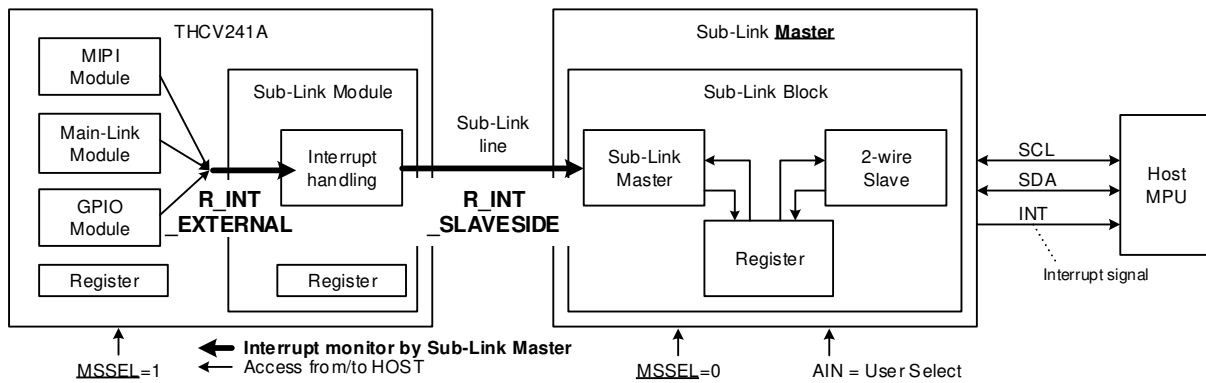 THCV241A
Sub-Link Master
MIPI
Module
Sub-Link Module
Sub-Link Block
Main-Link
Module
Interrupt
handling
Sub-Link
line
Sub-Link
Master
2-wire
Slave
GPIO
Module
R_INT
_EXTERNAL
R_INT
_SLAVESIDE
Register
Register
Register
SCL
SDA
INT
Host
MPU
Interrupt signal
MSSEL=1
Interrupt monitor by Sub-Link Master
Access from/to HOST
MSSEL=0
AIN = User Select